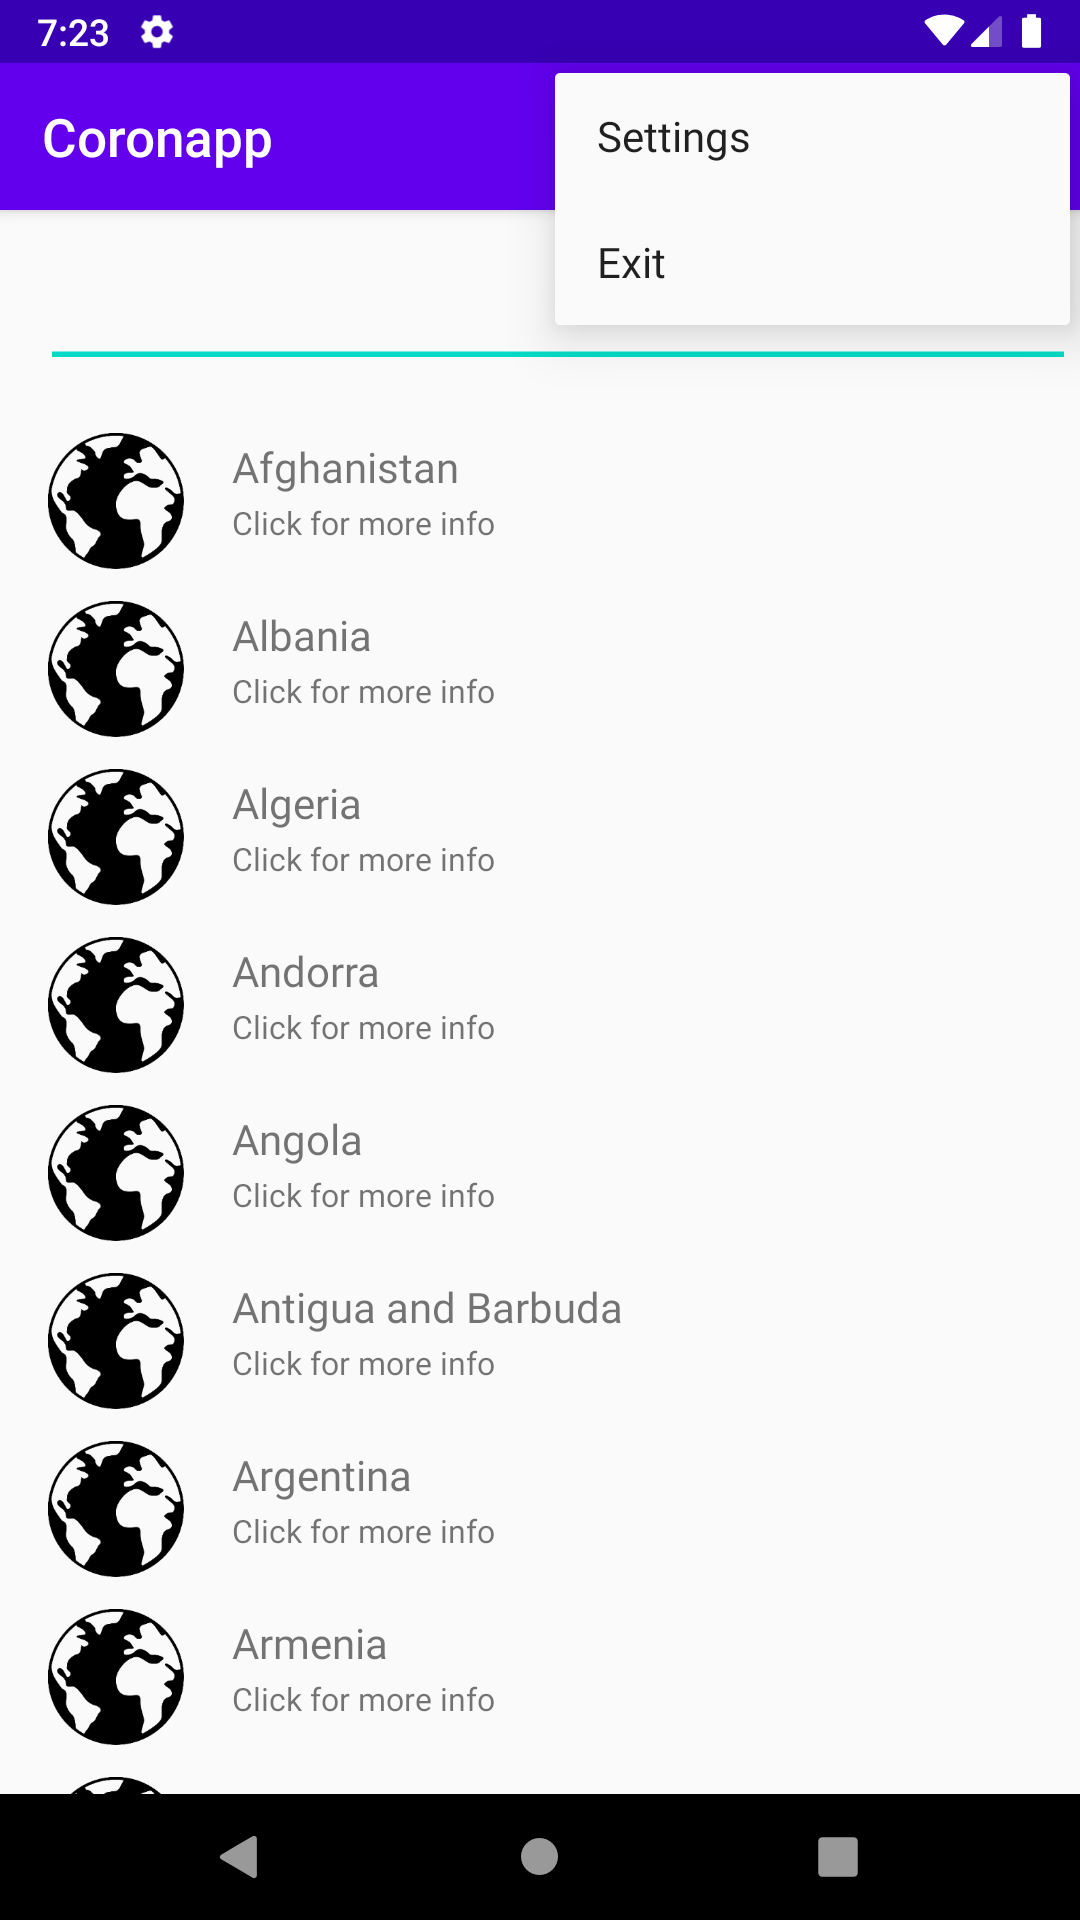 7:23
Coronapp
Settings
Exit
Afghanistan
Click for more info
Albania
Click for more info
Algeria
Click for more info
Andorra
Click for more info
Angola
Click for more info
Antigua and Barbuda
Click for more info
Argentina
Click for more info
Armenia
Click for more info